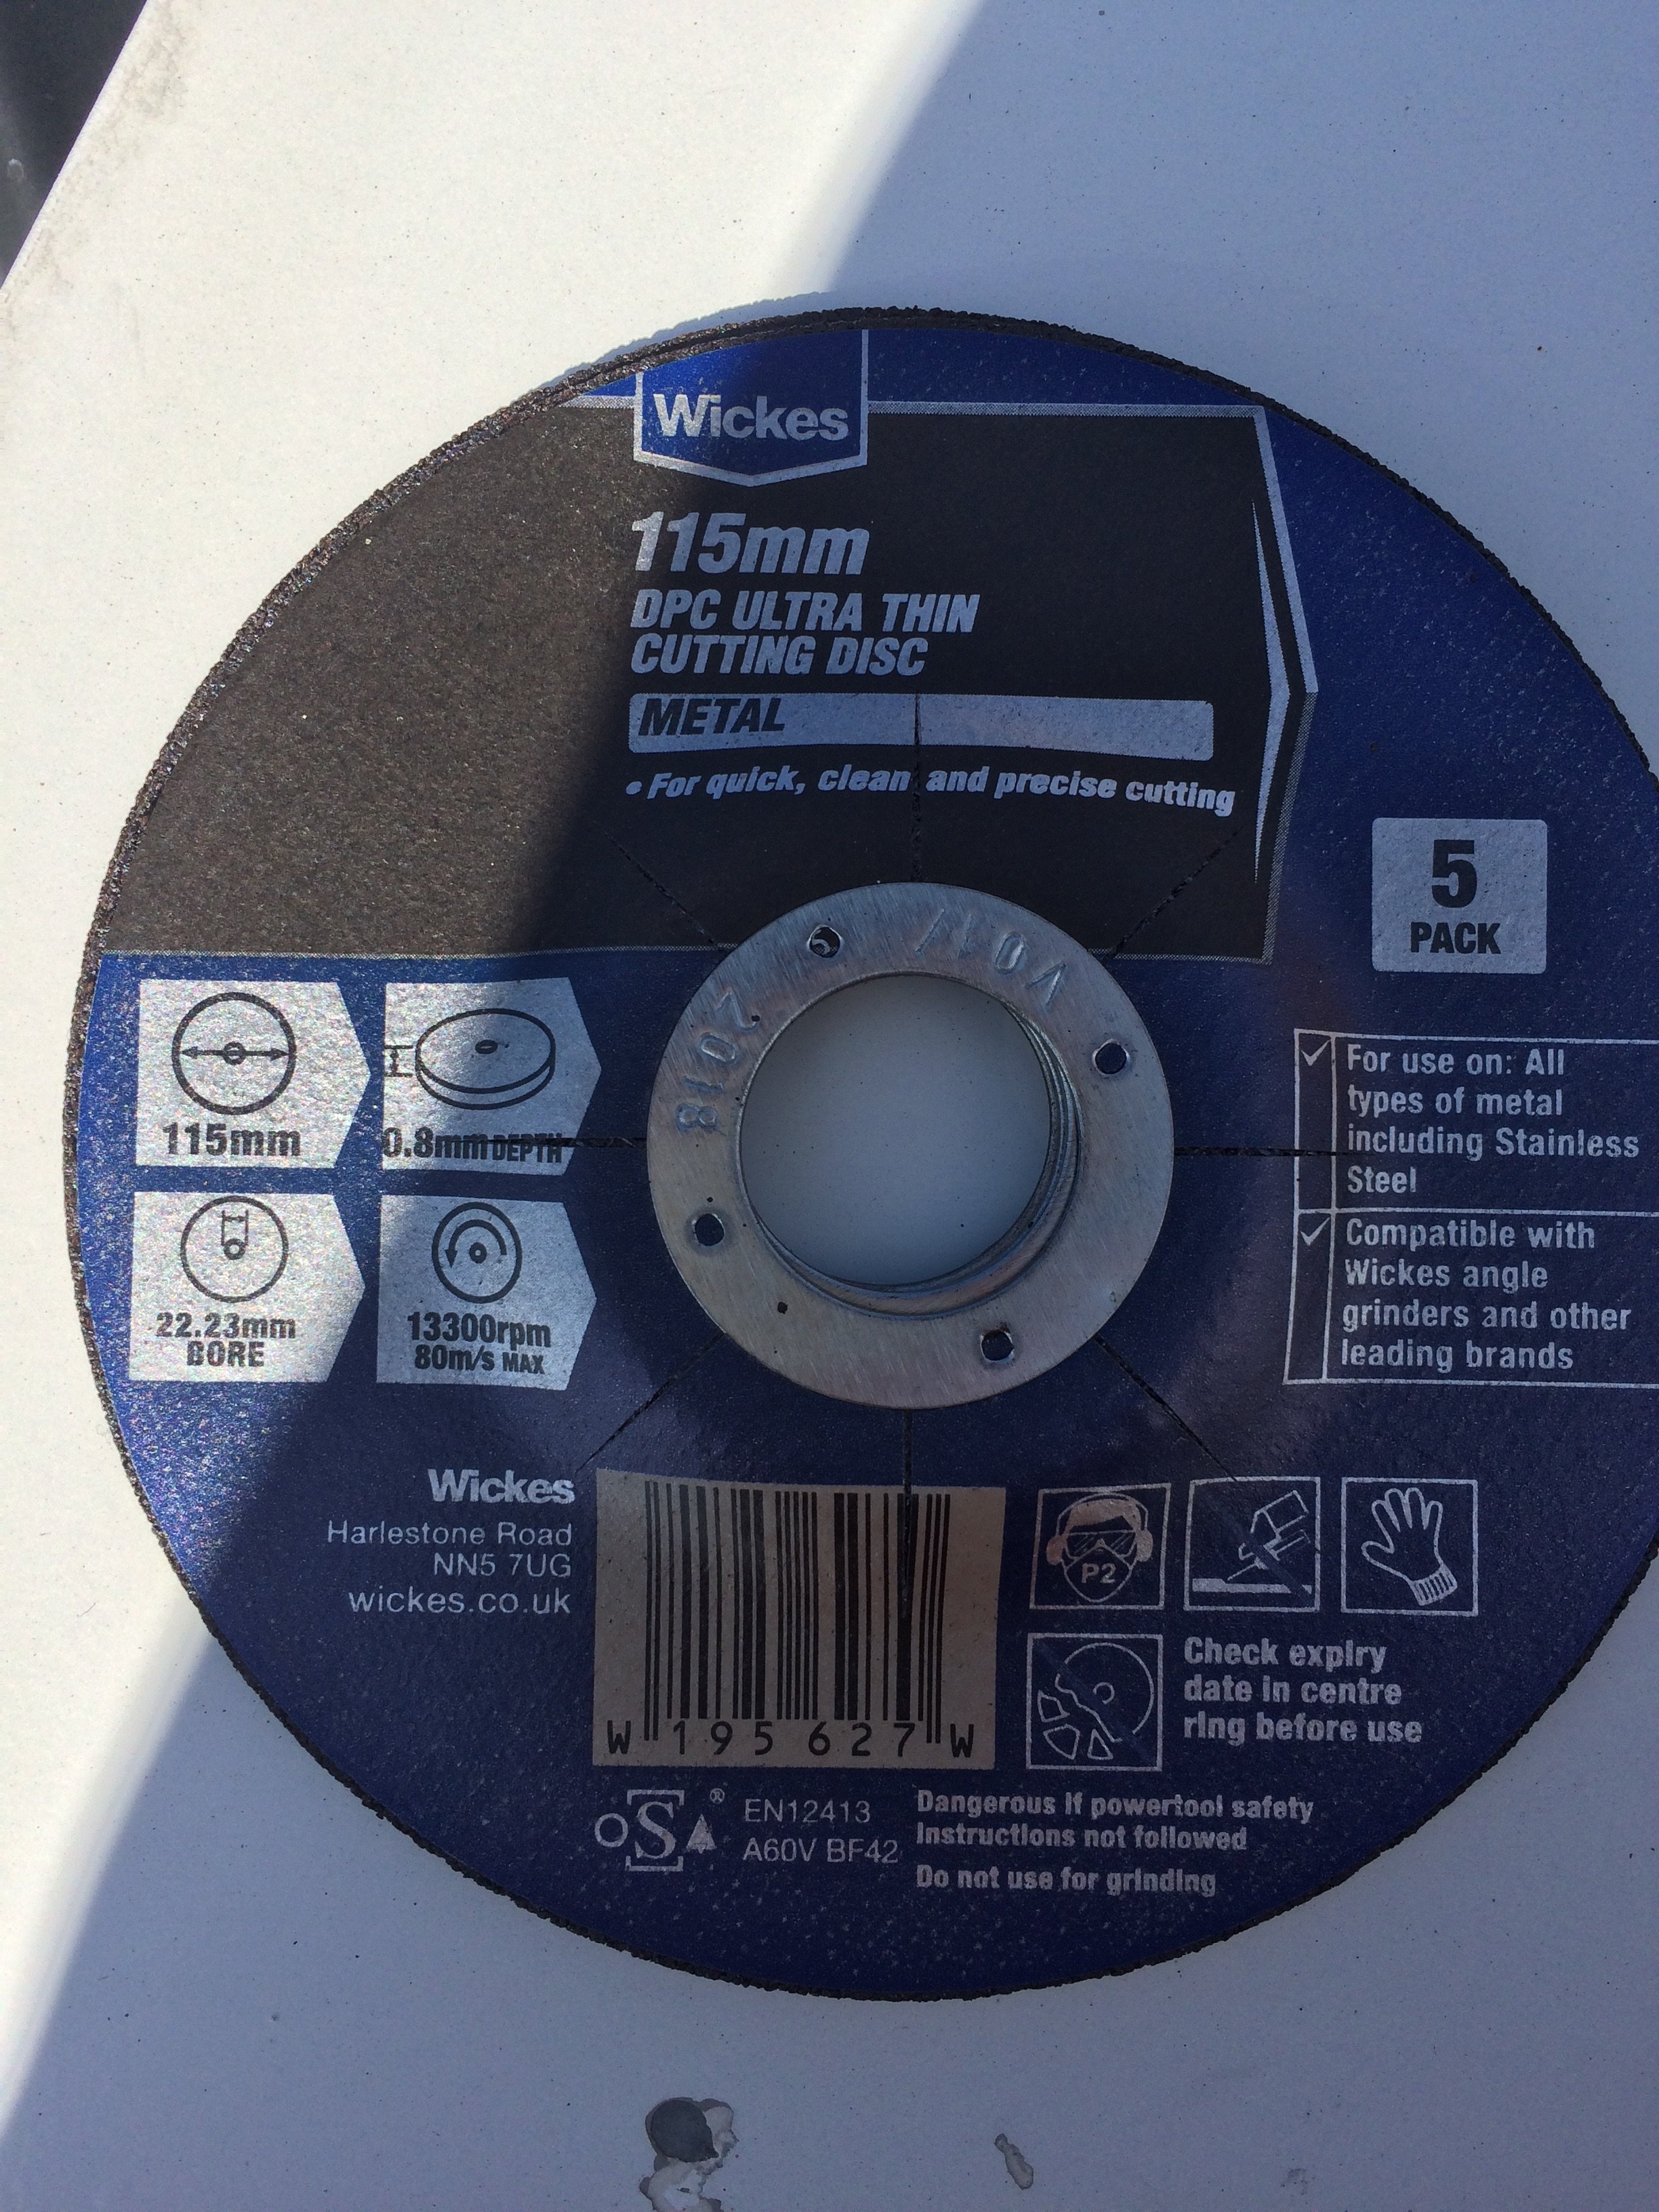 Wickes
115mm
DPC ULTRA THIN
CUTTING DISC
METAL
• For quick, clean and precise cutting
5
PACK
V 01/
2018
115mm
0.8mm DEPTH
22.23mm
BORE
13300rpm
80m/s MAX
✓ For use on: All
types of metal
including Stainless
Steel
✓ Compatible with
Wickes angle
grinders and other
leading brands
Wickes
Harlestone Road
NN5 7UG
wickes.co.uk
W 195627 W
P2
Check expiry
date in centre
ring before use
oSa®
EN12413
A60V BF42
Dangerous if powertool safety
instructions not followed
Do not use for grinding